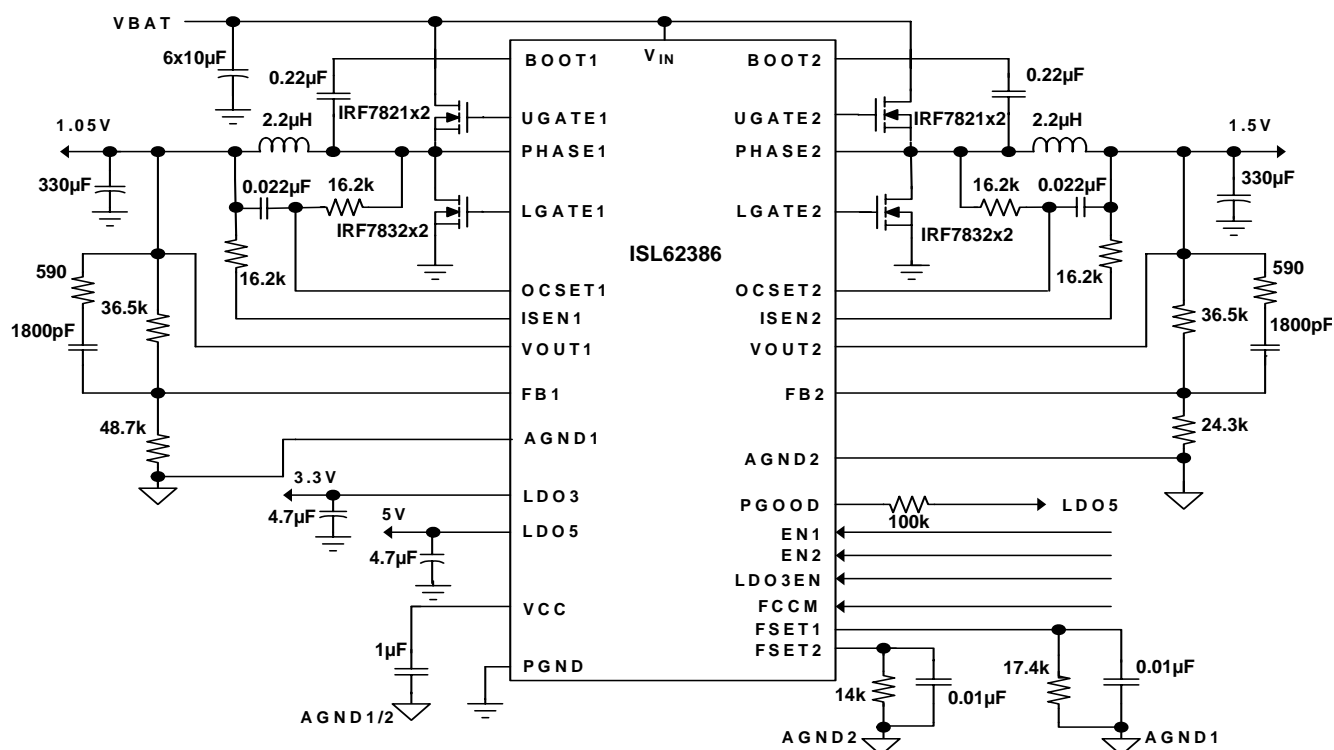 VBAT
6x10µF
0.22µF
IRF7821x2
2.2µH
1.05V
330µF
0.022µF
16.2k
IRF7832x2
16.2k
590
36.5k
1800pF
48.7k
3.3V
4.7µF
5V
4.7µF
1µF
AGND1/2
BOOT1
UGATE1
PHASE1
LGATE1
OCSET1
ISEN1
VOUT1
FB1
AGND1
LDO3
LDO5
VCC
PGND
VIN
ISL62386
BOOT2
UGATE2
PHASE2
LGATE2
OCSET2
ISEN2
VOUT2
FB2
AGND2
PGOOD
EN1
EN2
LDO3EN
FCCM
FSET1
FSET2
0.22µF
IRF7821x2
2.2µH
1.5V
330µF
16.2k
0.022µF
IRF7832x2
16.2k
590
36.5k
1800pF
24.3k
100k
LDO5
14k
0.01µF
17.4k
0.01µF
AGND2
AGND1